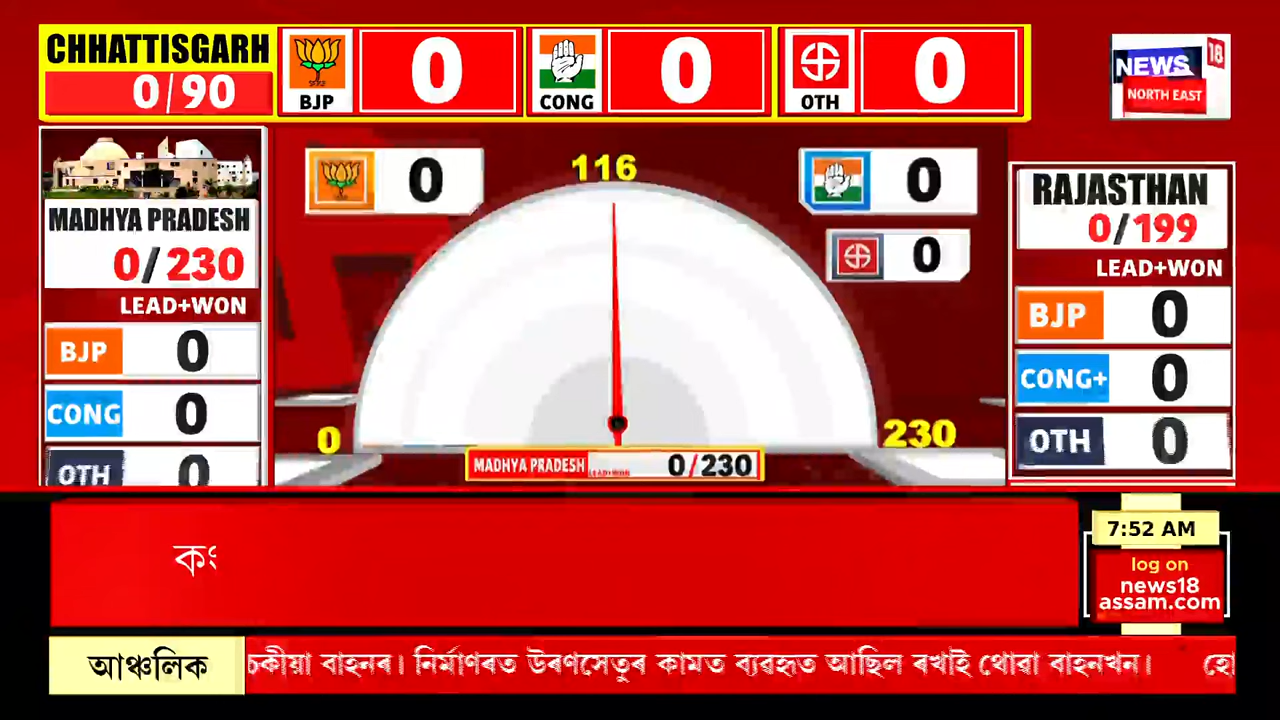 CHHATTISGARH
0/90
BJP
0
CONG
0
OTH
0
NEWS 18
NORTH EAST
MADHYA PRADESH
0/230
LEAD+WON
BJP 0
CONG 0
OTH 0
0
116
0
0
0
230
MADHYA PRADESH LEAD+WON 0/230
RAJASTHAN
0/199
LEAD+WON
BJP 0
CONG+ 0
OTH 0
কং
7:52 AM
log on
news18
assam.com
আঞ্চলিক
চকীয়া বাহনৰ। নিৰ্মাণৰত উৰণসেতুৰ কামত ব্যৱহৃত আছিল ৰখাই থোৱা বাহনখন। হো